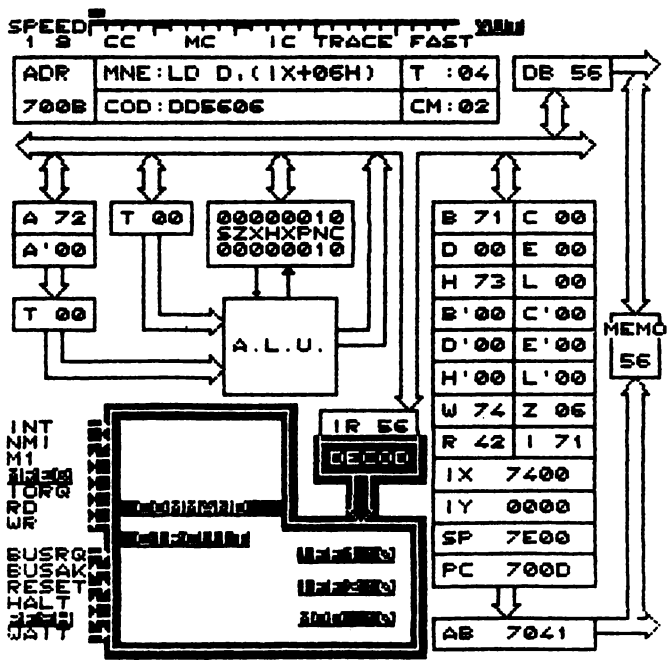 SPEED
1 8 CC MC IC TRACE FAST
ADR MNE:LD D,(IX+06H) T :04 DB 56
700B COD:DD5606 CM:02
A 72 T 00 00000010 B 71 C 00
SZXHXPNC
A'00 00000010 D 00 E 00
H 73 L 00
T 00 B'00 C'00
MEMO
A.L.U. D'00 E'00
56
H'00 L'00
IR 56 W 74 Z 06
INT
NMI R 42 I 71
M1 DECOD
IX 7400
IORQ
RD IY 0000
WR
SP 7E00
BUSRQ
BUSAK PC 700D
RESET
HALT
WAIT AB 7041